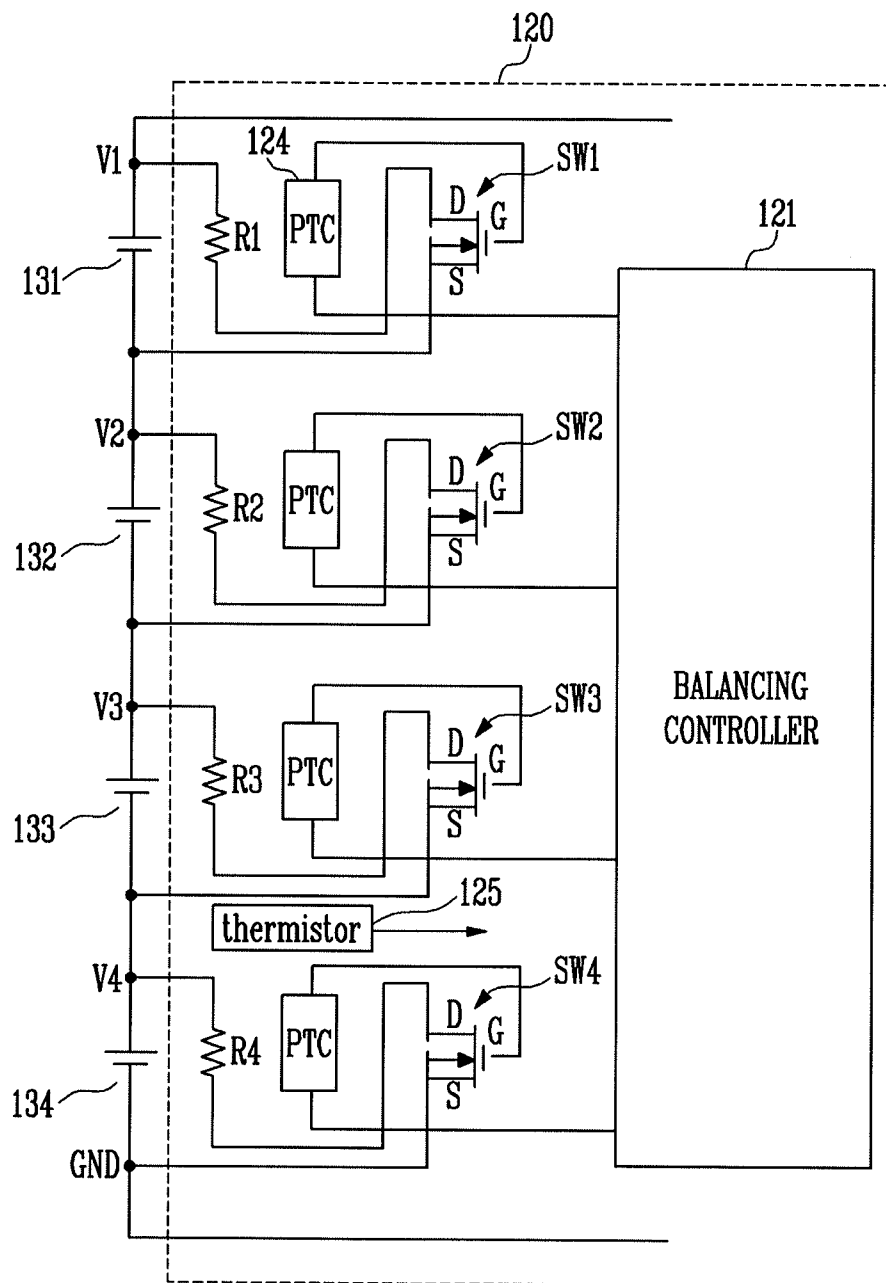 120
V1
124
PTC
R1
D
G
S
SW1
131
121
V2
PTC
R2
D
G
S
SW2
132
BALANCING
CONTROLLER
V3
PTC
R3
D
G
S
SW3
133
thermistor
125
V4
PTC
R4
D
G
S
SW4
134
GND